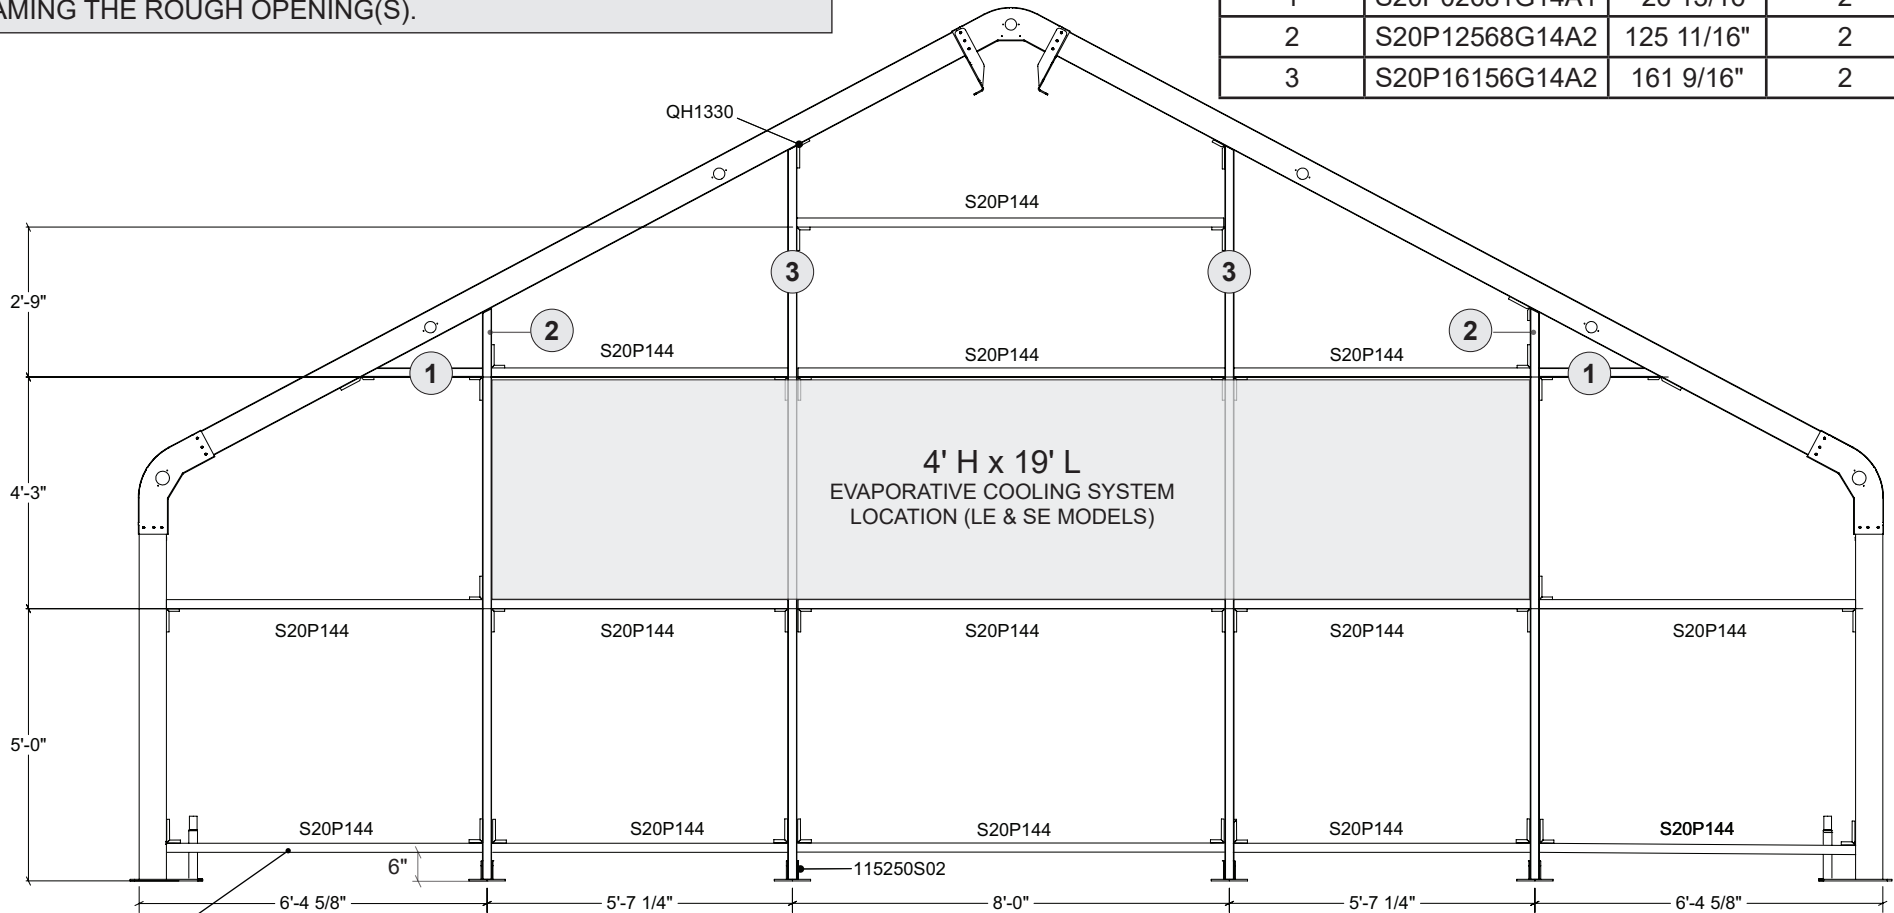 AMING THE ROUGH OPENING(S).
2 S20P12568G14A2 125 11/16" 2
3 S20P16156G14A2 161 9/16" 2
QH1330
S20P144
3 3
2'-9"
2 2
S20P144 S20P144 S20P144
1 1
4' H x 19' L
4'-3" EVAPORATIVE COOLING SYSTEM
LOCATION (LE & SE MODELS)
S20P144 S20P144 S20P144 S20P144 S20P144
5'-0"
S20P144 S20P144 S20P144 S20P144 S20P144
6" 115250S02
6'-4 5/8" 5'-7 1/4" 8'-0" 5'-7 1/4" 6'-4 5/8"